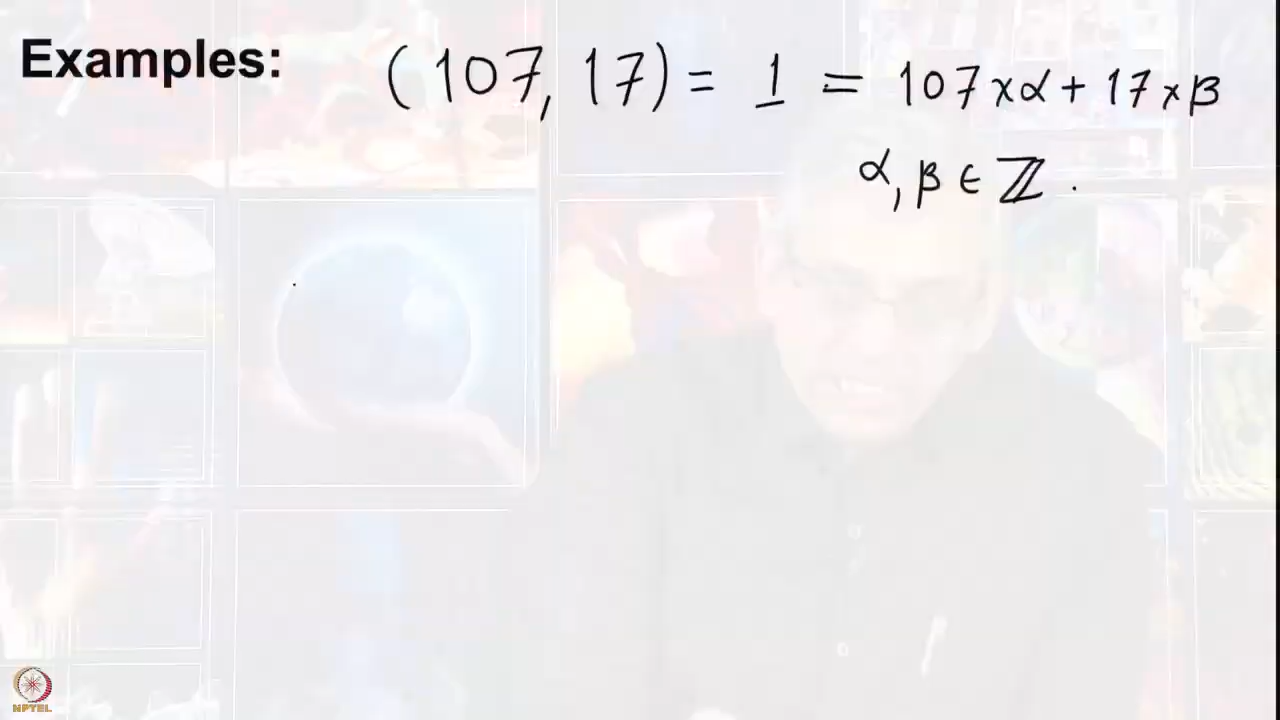 Examples: (107, 17) = 1 = 107 × α + 17 × β
α, β ∈ ℤ .
NPTEL